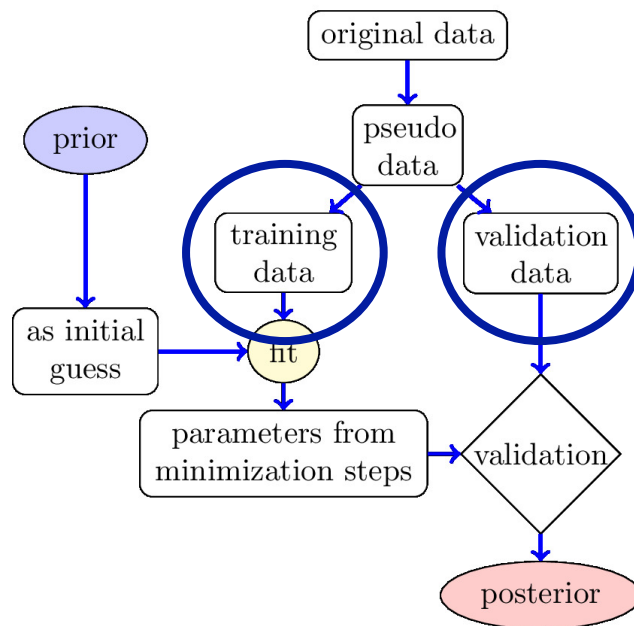 original data
prior
pseudo
data
training
data
validation
data
as initial
guess
fit
parameters from
minimization steps
validation
posterior